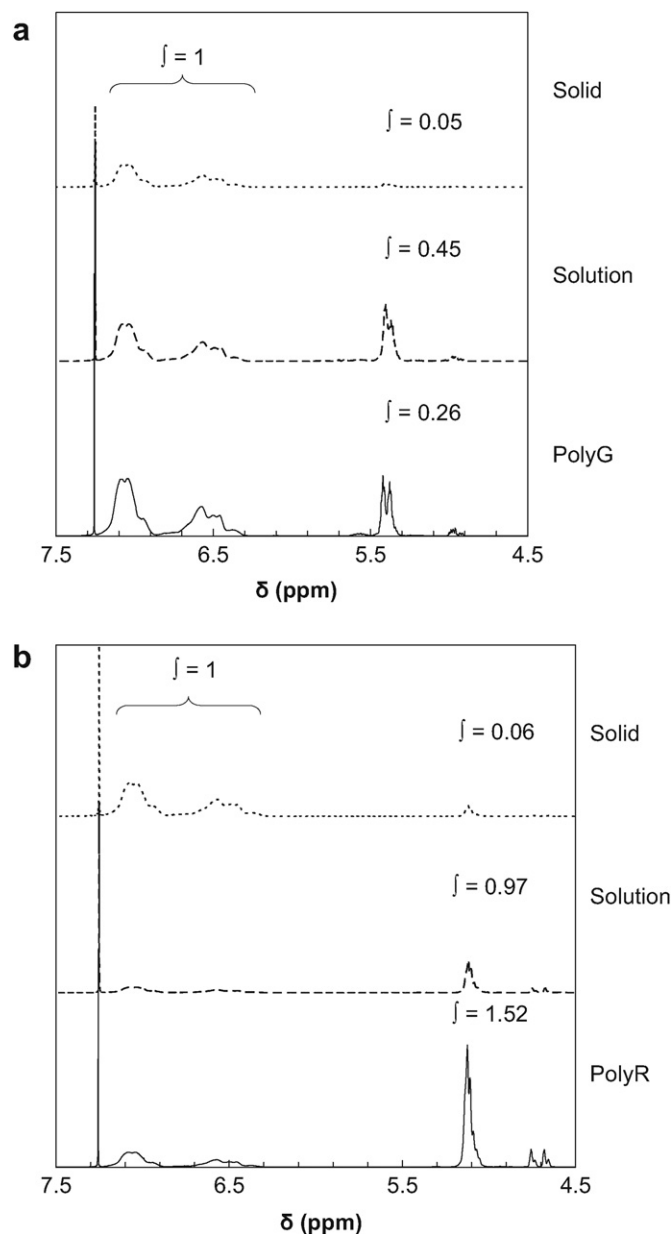 a
∫ = 1
Solid
∫ = 0.05
∫ = 0.45
Solution
∫ = 0.26
PolyG
7.5 6.5 5.5 4.5
δ (ppm)
b
∫ = 1
∫ = 0.06 Solid
∫ = 0.97
Solution
∫ = 1.52
PolyR
7.5 6.5 5.5 4.5
δ (ppm)